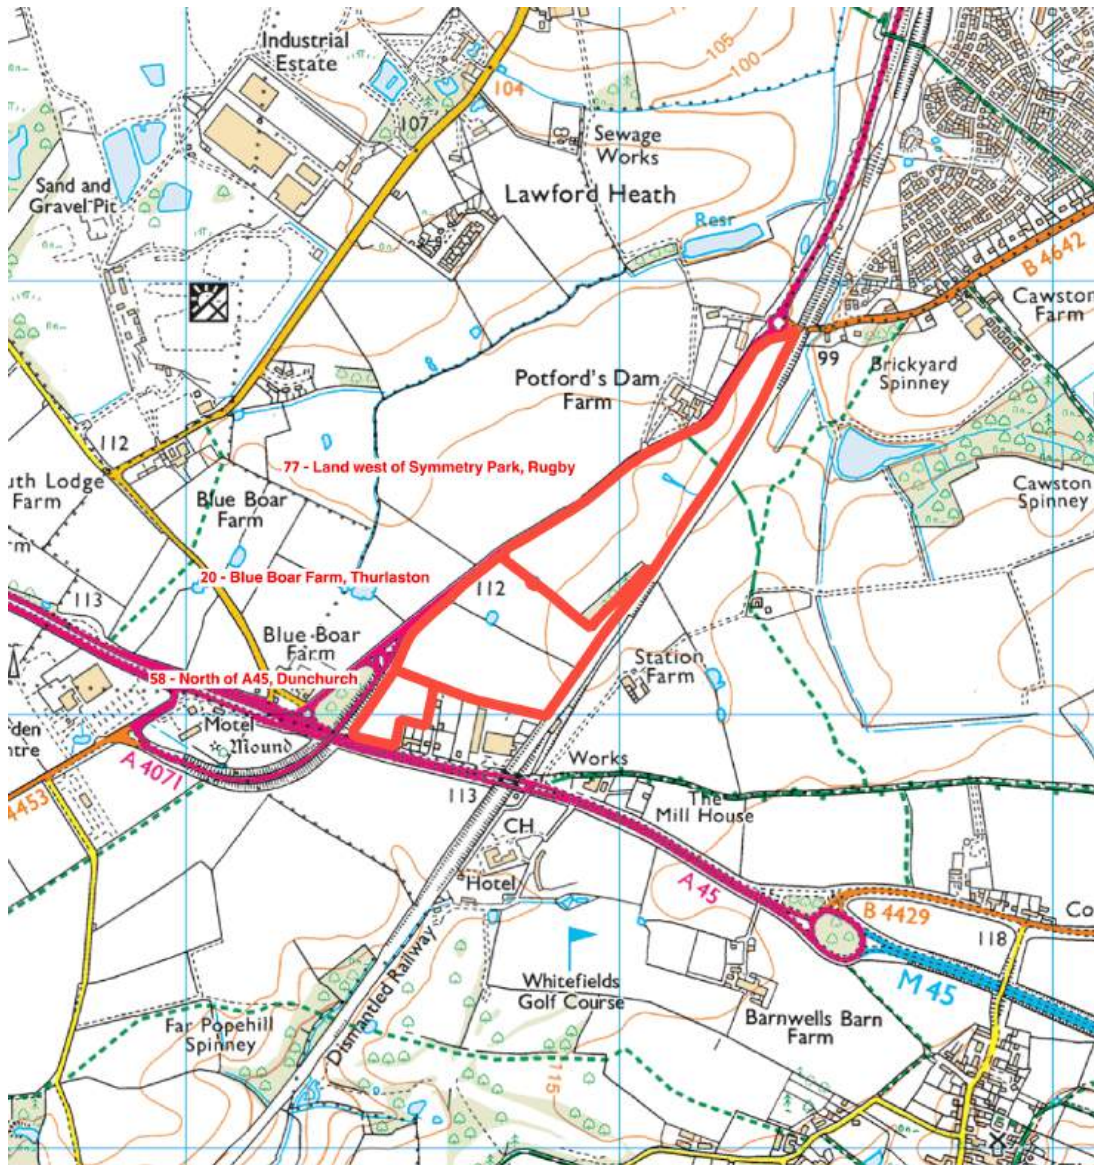 Industrial
Estate
105
100
104
107
Sewage
Works
Lawford Heath
Sand and
Gravel Pit
Resr
B 4642
Cawston
Farm
99
Brickyard
Spinney
Potford's Dam
Farm
112
77 - Land west of Symmetry Park, Rugby
uth Lodge
Farm
Blue Boar
Farm
Cawston
Spinney
m
20 - Blue Boar Farm, Thurlaston
112
113
Blue Boar
Farm
Station
Farm
58 - North of A45, Dunchurch
Motel
Mound
den
ntre
A 4071
Works
4453
113
The
Mill House
CH
A 45
Hotel
B 4429
Co
118
Dismantled Railway
Whitefields
Golf Course
M 45
Barnwells Barn
Farm
Far Popehill
Spinney
115